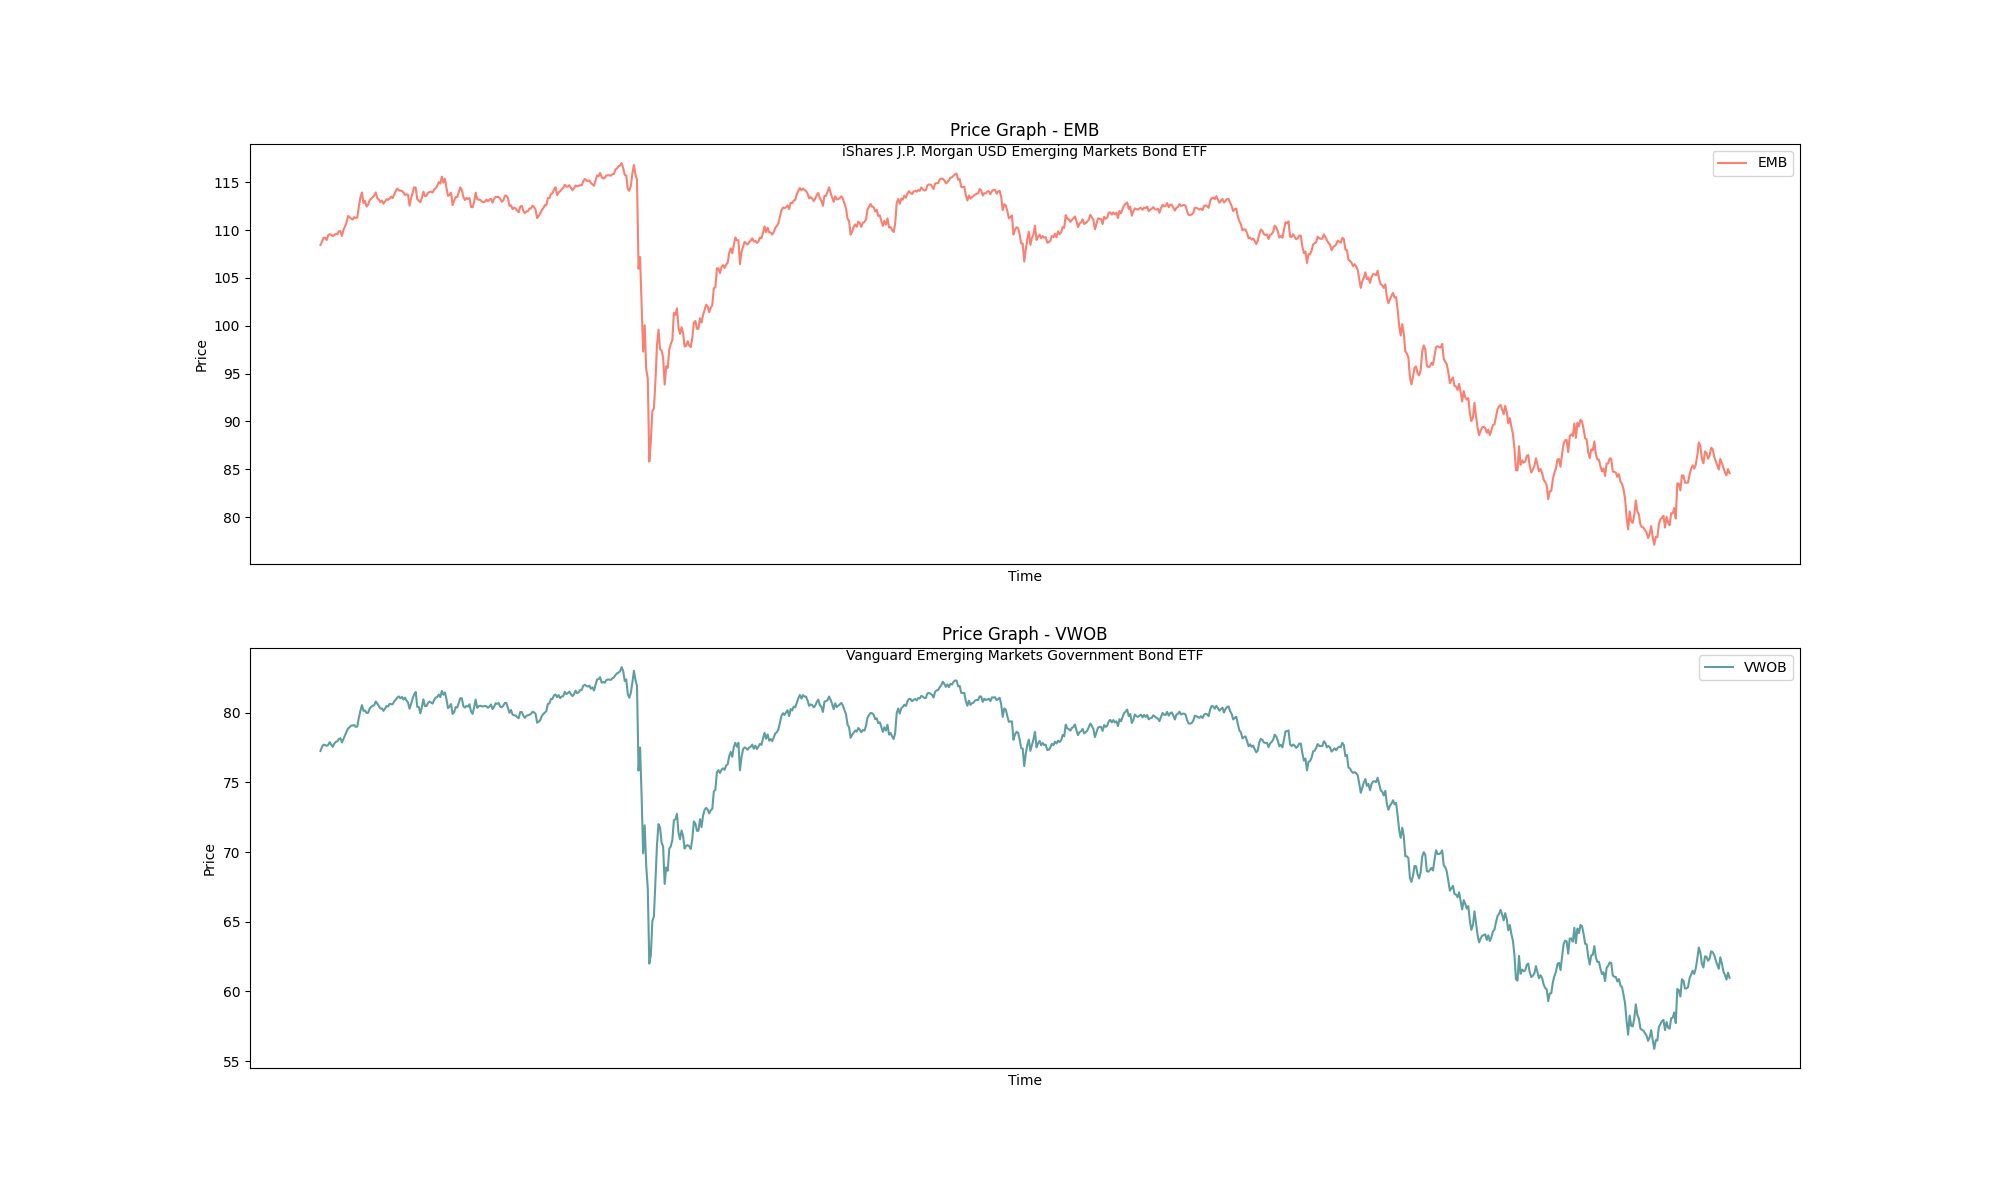 Price Graph - EMB
iShares J.P. Morgan USD Emerging Markets Bond ETF
EMB
115
110
105
100
95
90
85
80
Price
Time
Price Graph - VWOB
Vanguard Emerging Markets Government Bond ETF
VWOB
80
75
70
65
60
55
Price
Time